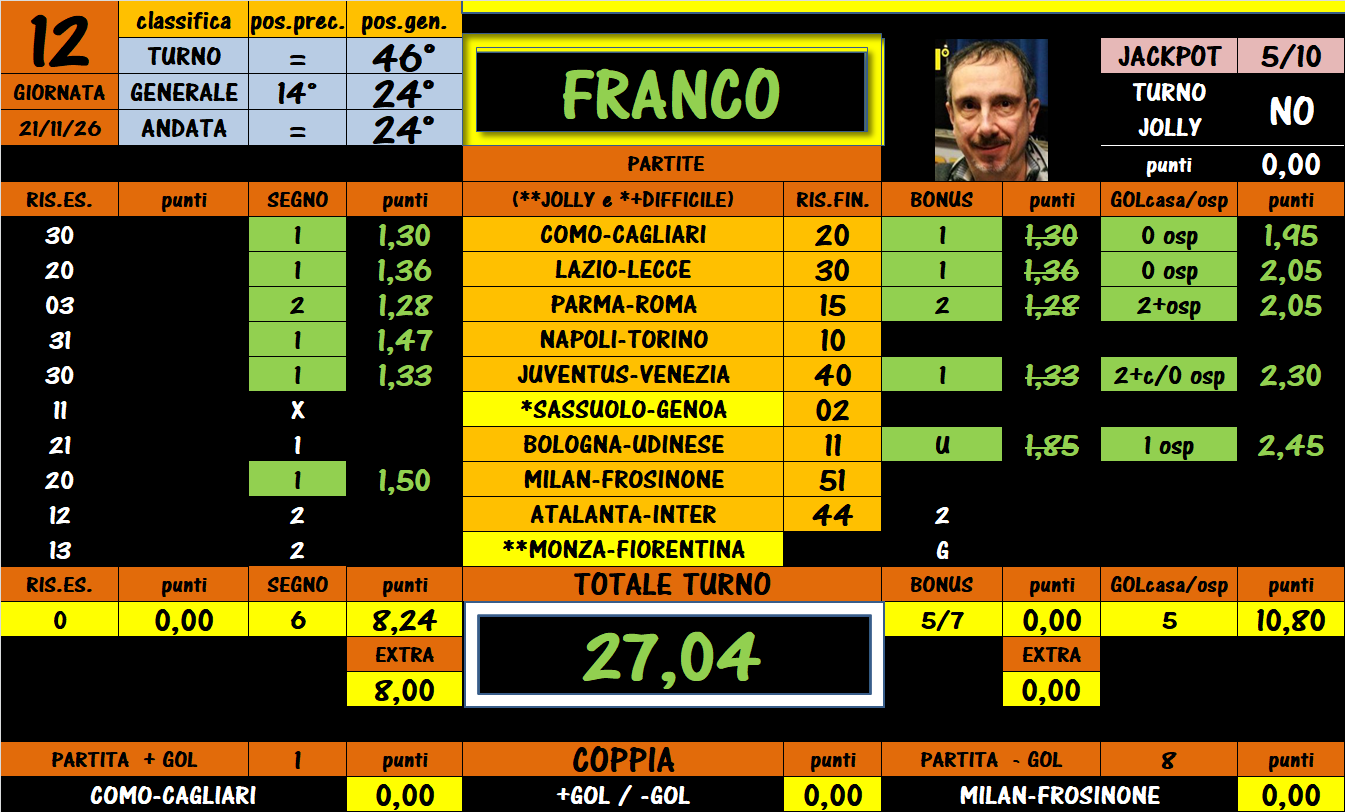 12 classifica pos.prec. pos.gen.
TURNO = 46°
GIORNATA GENERALE 14° 24°
21/11/26 ANDATA = 24°
FRANCO
JACKPOT 5/10
TURNO JOLLY NO
punti 0,00
PARTITE
RIS.ES. punti SEGNO punti (**JOLLY e *+DIFFICILE) RIS.FIN. BONUS punti GOLcasa/osp punti
30 1 1,30 COMO-CAGLIARI 20 1 1,30 0 osp 1,95
20 1 1,36 LAZIO-LECCE 30 1 1,36 0 osp 2,05
03 2 1,28 PARMA-ROMA 15 2 1,28 2+osp 2,05
31 1 1,47 NAPOLI-TORINO 10
30 1 1,33 JUVENTUS-VENEZIA 40 1 1,33 2+c/0 osp 2,30
11 X *SASSUOLO-GENOA 02
21 1 BOLOGNA-UDINESE 11 U 1,85 1 osp 2,45
20 1 1,50 MILAN-FROSINONE 51
12 2 ATALANTA-INTER 44 2
13 2 **MONZA-FIORENTINA G
RIS.ES. punti SEGNO punti TOTALE TURNO BONUS punti GOLcasa/osp punti
0 0,00 6 8,24 27,04 5/7 0,00 5 10,80
EXTRA EXTRA
8,00 0,00
PARTITA + GOL 1 punti COPPIA punti PARTITA - GOL 8 punti
COMO-CAGLIARI 0,00 +GOL / -GOL 0,00 MILAN-FROSINONE 0,00